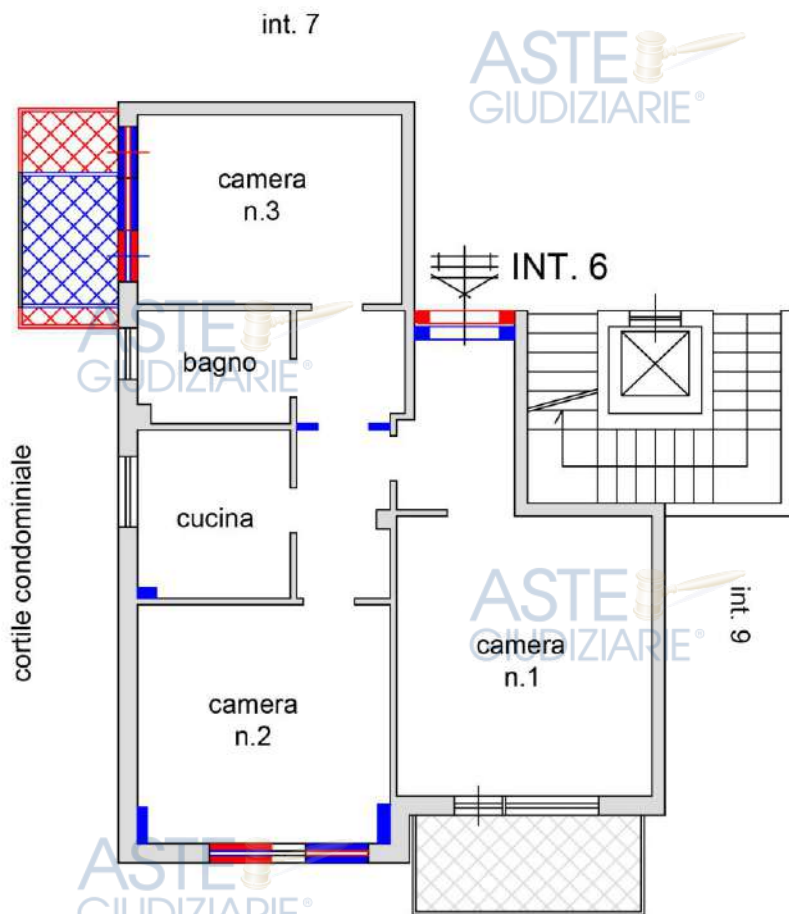 int. 7
ASTE
GIUDIZIARIE®
camera
n.3
INT. 6
ASTE
GIUDIZIARIE®
bagno
cortile condominiale
cucina
ASTE
GIUDIZIARIE®
int. 9
camera
n.1
camera
n.2
ASTE
GIUDIZIARIE®